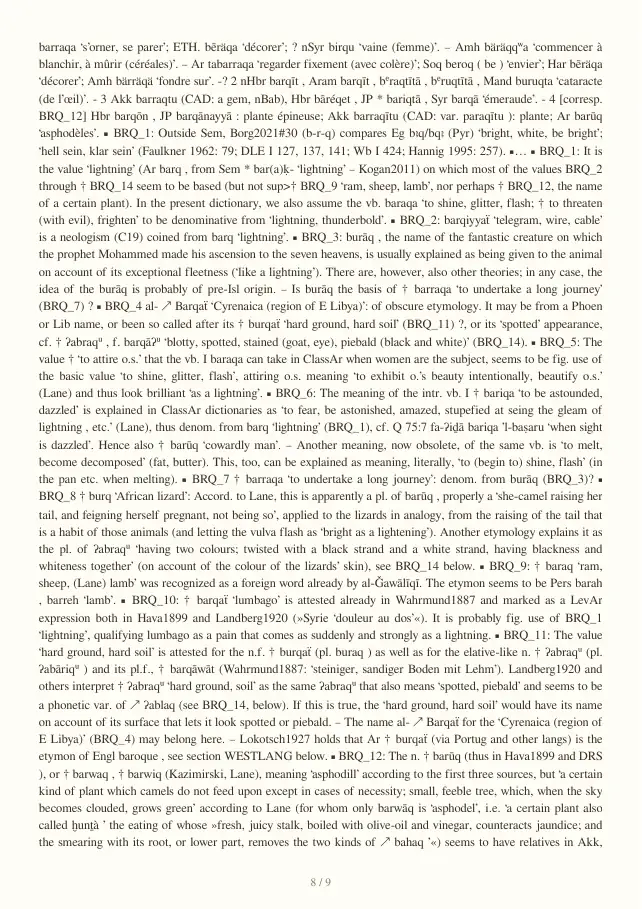 barraqa ‘s’orner, se parer’; ETH. bēräqa ‘décorer’; ? nSyr birqu ‘vaine (femme)’. – Amh bäräqqʷa ‘commencer à
blanchir, à mûrir (céréales)’. – Ar tabarraqa ‘regarder fixement (avec colère)’; Soq beroq ( be ) ‘envier’; Har bēräqa
‘décorer’; Amh bärräqä ‘fondre sur’. -? 2 nHbr barqīt , Aram barqīt , bᵉraqtītā , bᵉruqtītā , Mand buruqta ‘cataracte
(de l’œil)’. - 3 Akk barraqtu (CAD: a gem, nBab), Hbr bāréqet , JP * bariqtā , Syr barqā ‘émeraude’. - 4 [corresp.
BRQ_12] Hbr barqōn , JP barqānayyā : plante épineuse; Akk barraqītu (CAD: var. paraqītu ): plante; Ar barūq
‘asphodèles’. ▪ BRQ_1: Outside Sem, Borg2021#30 (b-r-q) compares Eg bıq/bqꜣ (Pyr) ‘bright, white, be bright’;
‘hell sein, klar sein’ (Faulkner 1962: 79; DLE I 127, 137, 141; Wb I 424; Hannig 1995: 257). ▪… ▪ BRQ_1: It is
the value ‘lightning’ (Ar barq , from Sem * bar(a)k- ‘lightning’ – Kogan2011) on which most of the values BRQ_2
through † BRQ_14 seem to be based (but not sup>† BRQ_9 ‘ram, sheep, lamb’, nor perhaps † BRQ_12, the name
of a certain plant). In the present dictionary, we also assume the vb. baraqa ‘to shine, glitter, flash; † to threaten
(with evil), frighten’ to be denominative from ‘lightning, thunderbold’. ▪ BRQ_2: barqiyyaẗ ‘telegram, wire, cable’
is a neologism (C19) coined from barq ‘lightning’. ▪ BRQ_3: burāq , the name of the fantastic creature on which
the prophet Mohammed made his ascension to the seven heavens, is usually explained as being given to the animal
on account of its exceptional fleetness (‘like a lightning’). There are, however, also other theories; in any case, the
idea of the burāq is probably of pre-Isl origin. – Is burāq the basis of † barraqa ‘to undertake a long journey’
(BRQ_7) ? ▪ BRQ_4 al- ↗ Barqaẗ ‘Cyrenaica (region of E Libya)’: of obscure etymology. It may be from a Phoen
or Lib name, or been so called after its † burqaẗ ‘hard ground, hard soil’ (BRQ_11) ?, or its ‘spotted’ appearance,
cf. † ʔabraqᵘ , f. barqāʔᵘ ‘blotty, spotted, stained (goat, eye), piebald (black and white)’ (BRQ_14). ▪ BRQ_5: The
value † ‘to attire o.s.’ that the vb. I baraqa can take in ClassAr when women are the subject, seems to be fig. use of
the basic value ‘to shine, glitter, flash’, attiring o.s. meaning ‘to exhibit o.’s beauty intentionally, beautify o.s.’
(Lane) and thus look brilliant ‘as a lightning’. ▪ BRQ_6: The meaning of the intr. vb. I † bariqa ‘to be astounded,
dazzled’ is explained in ClassAr dictionaries as ‘to fear, be astonished, amazed, stupefied at seing the gleam of
lightning , etc.’ (Lane), thus denom. from barq ‘lightning’ (BRQ_1), cf. Q 75:7 fa-ʔiḏā bariqa ’l-baṣaru ‘when sight
is dazzled’. Hence also † barūq ‘cowardly man’. – Another meaning, now obsolete, of the same vb. is ‘to melt,
become decomposed’ (fat, butter). This, too, can be explained as meaning, literally, ‘to (begin to) shine, flash’ (in
the pan etc. when melting). ▪ BRQ_7 † barraqa ‘to undertake a long journey’: denom. from burāq (BRQ_3)? ▪
BRQ_8 † burq ‘African lizard’: Accord. to Lane, this is apparently a pl. of barūq , properly a ‘she-camel raising her
tail, and feigning herself pregnant, not being so’, applied to the lizards in analogy, from the raising of the tail that
is a habit of those animals (and letting the vulva flash as ‘bright as a lightening’). Another etymology explains it as
the pl. of ʔabraqᵘ ‘having two colours; twisted with a black strand and a white strand, having blackness and
whiteness together’ (on account of the colour of the lizards’ skin), see BRQ_14 below. ▪ BRQ_9: † baraq ‘ram,
sheep, (Lane) lamb’ was recognized as a foreign word already by al-Ǧawālīqī. The etymon seems to be Pers barah
, barreh ‘lamb’. ▪ BRQ_10: † barqaẗ ‘lumbago’ is attested already in Wahrmund1887 and marked as a LevAr
expression both in Hava1899 and Landberg1920 (»Syrie ‘douleur au dos’«). It is probably fig. use of BRQ_1
‘lightning’, qualifying lumbago as a pain that comes as suddenly and strongly as a lightning. ▪ BRQ_11: The value
‘hard ground, hard soil’ is attested for the n.f. † burqaẗ (pl. buraq ) as well as for the elative-like n. † ʔabraqᵘ (pl.
ʔabāriqᵘ ) and its pl.f., † barqāwāt (Wahrmund1887: ‘steiniger, sandiger Boden mit Lehm’). Landberg1920 and
others interpret † ʔabraqᵘ ‘hard ground, soil’ as the same ʔabraqᵘ that also means ‘spotted, piebald’ and seems to be
a phonetic var. of ↗ ʔablaq (see BRQ_14, below). If this is true, the ‘hard ground, hard soil’ would have its name
on account of its surface that lets it look spotted or piebald. – The name al- ↗ Barqaẗ for the ‘Cyrenaica (region of
E Libya)’ (BRQ_4) may belong here. – Lokotsch1927 holds that Ar † burqaẗ (via Portug and other langs) is the
etymon of Engl baroque , see section WESTLANG below. ▪ BRQ_12: The n. † barūq (thus in Hava1899 and DRS
), or † barwaq , † barwiq (Kazimirski, Lane), meaning ‘asphodill’ according to the first three sources, but ‘a certain
kind of plant which camels do not feed upon except in cases of necessity; small, feeble tree, which, when the sky
becomes clouded, grows green’ according to Lane (for whom only barwāq is ‘asphodel’, i.e. ‘a certain plant also
called ḫunṯà ’ the eating of whose »fresh, juicy stalk, boiled with olive-oil and vinegar, counteracts jaundice; and
the smearing with its root, or lower part, removes the two kinds of ↗ bahaq ’«) seems to have relatives in Akk,
8 / 9